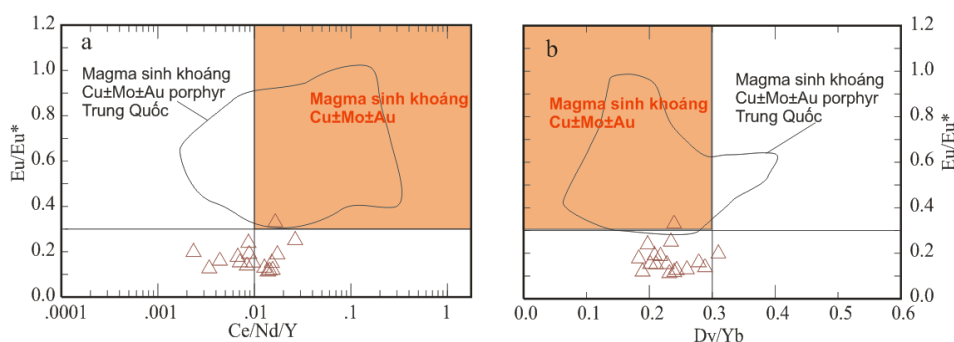 1.2
1.0
0.8
0.6
0.4
0.2
0.0
Eu/Eu*
a
Magma sinh khoáng
Cu±Mo±Au porphyr
Trung Quốc
Magma sinh khoáng
Cu±Mo±Au
.0001
.001
.01
.1
1
Ce/Nd/Y
b
Magma sinh khoáng
Cu±Mo±Au
Magma sinh khoáng
Cu±Mo±Au porphyr
Trung Quốc
1.2
1.0
0.8
0.6
0.4
0.2
0.0
Eu/Eu*
0.0
0.1
0.2
0.3
0.4
0.5
0.6
Dy/Yb